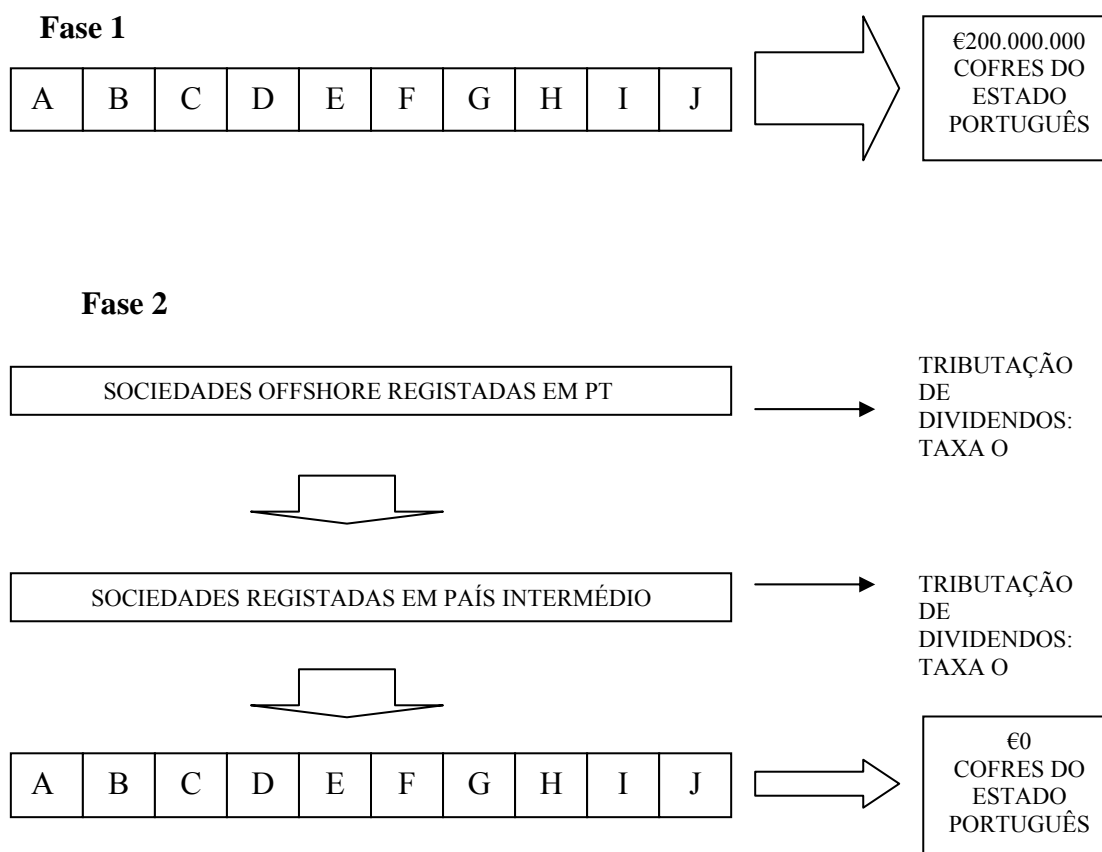 Fase 1
A B C D E F G H I J
€200.000.000
COFRES DO
ESTADO
PORTUGUÊS
Fase 2
SOCIEDADES OFFSHORE REGISTADAS EM PT
TRIBUTAÇÃO
DE
DIVIDENDOS:
TAXA O
SOCIEDADES REGISTADAS EM PAÍS INTERMÉDIO
TRIBUTAÇÃO
DE
DIVIDENDOS:
TAXA O
A B C D E F G H I J
€0
COFRES DO
ESTADO
PORTUGUÊS